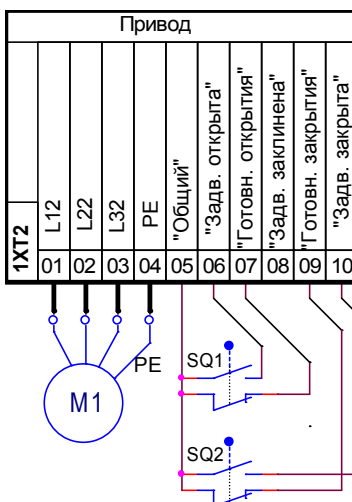 Привод
1XT2
L12
L22
L32
PE
"Общий"
"Задв. открыта"
"Готовн. открытия"
"Задв. заклинена"
"Готовн. закрытия"
"Задв. закрыта"
01 02 03 04 05 06 07 08 09 10
PE
M1
SQ1
SQ2